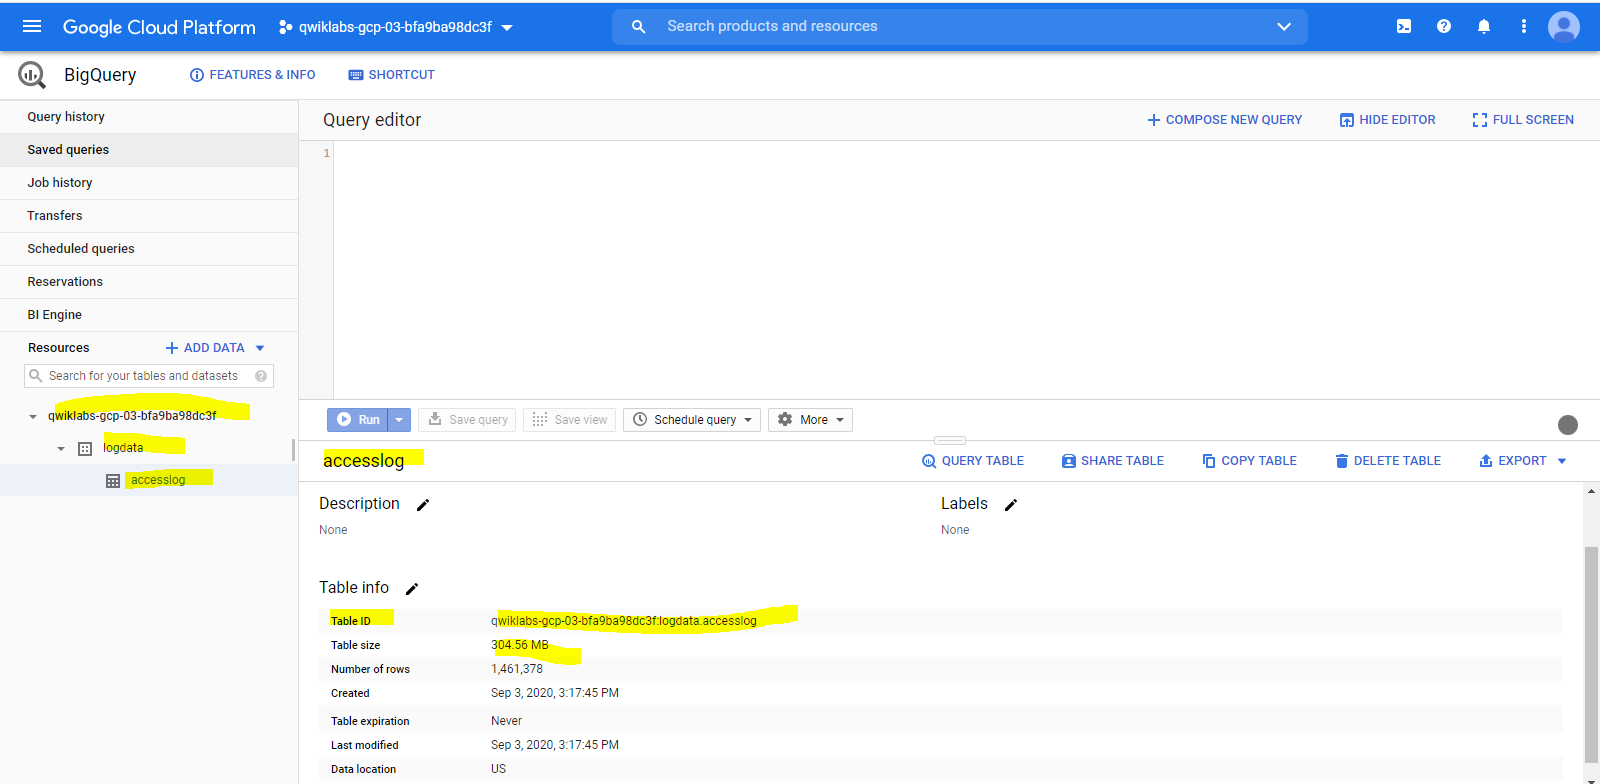 Google Cloud Platform qwiklabs-gcp-03-bfa9ba98dc3f Search products and resources
BigQuery FEATURES & INFO SHORTCUT
Query history
Saved queries
Job history
Transfers
Scheduled queries
Reservations
BI Engine
Resources ADD DATA
Search for your tables and datasets
qwiklabs-gcp-03-bfa9ba98dc3f
logdata
accesslog
Query editor COMPOSE NEW QUERY HIDE EDITOR FULL SCREEN
1
Run Save query Save view Schedule query More
accesslog QUERY TABLE SHARE TABLE COPY TABLE DELETE TABLE EXPORT
Description Labels
None None
Table info
Table ID qwiklabs-gcp-03-bfa9ba98dc3f:logdata.accesslog
Table size 304.56 MB
Number of rows 1,461,378
Created Sep 3, 2020, 3:17:45 PM
Table expiration Never
Last modified Sep 3, 2020, 3:17:45 PM
Data location US